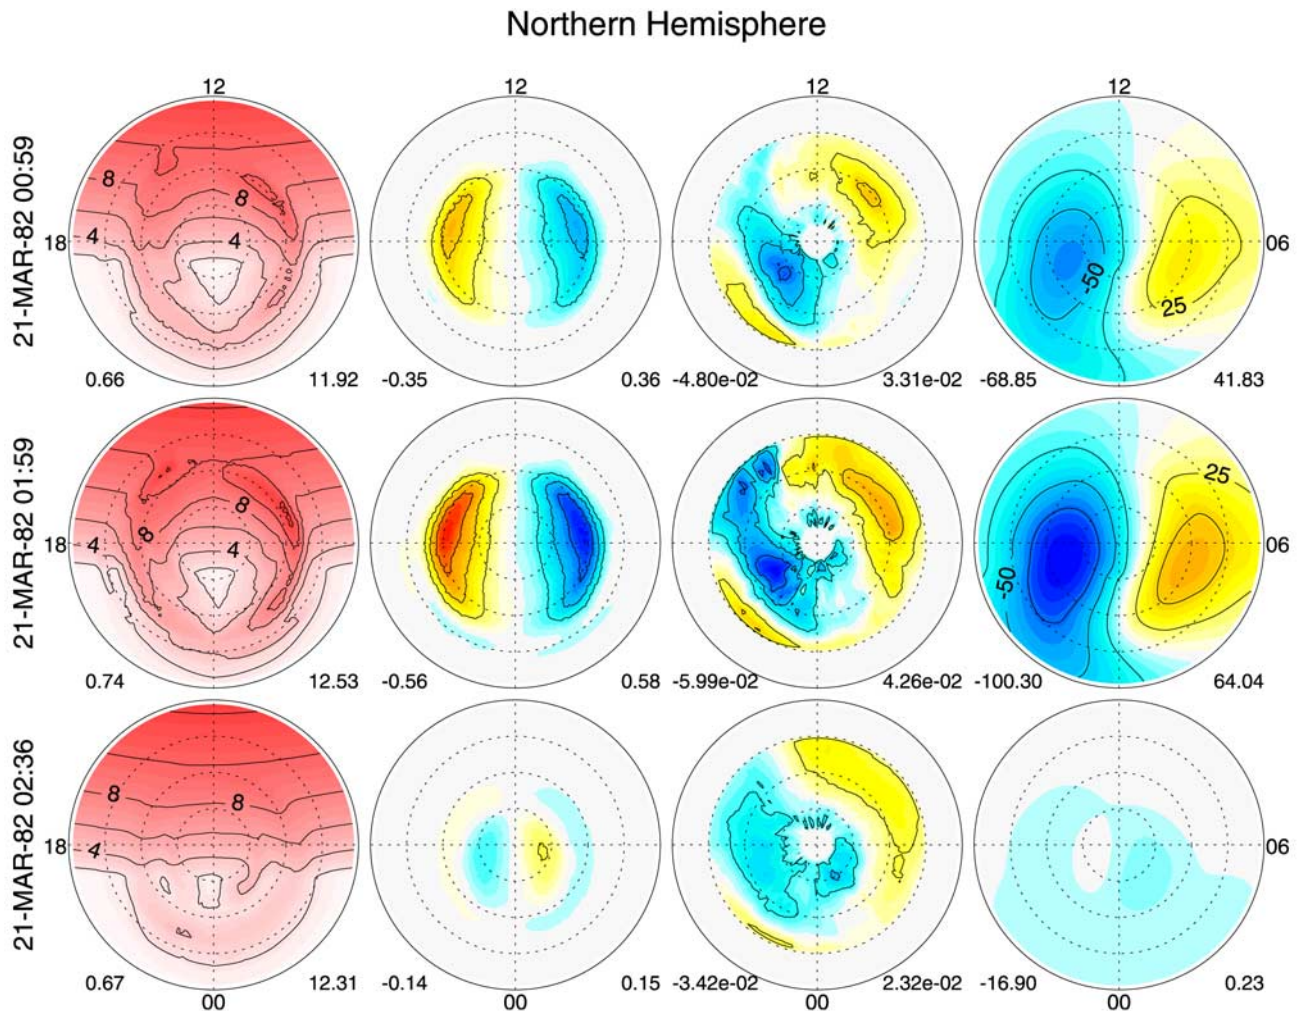 Northern Hemisphere
12 12 12 12
21-MAR-82 00:59
8 8
4 4
18
-50
25
06
0.66 11.92 -0.35 0.36 -4.80e-02 3.31e-02 -68.85 41.83
21-MAR-82 01:59
8 8
4 4
18
-50
25
06
0.74 12.53 -0.56 0.58 -5.99e-02 4.26e-02 -100.30 64.04
21-MAR-82 02:36
8 8
4
18
06
0.67 12.31 -0.14 0.15 -3.42e-02 2.32e-02 -16.90 0.23
00 00 00 00